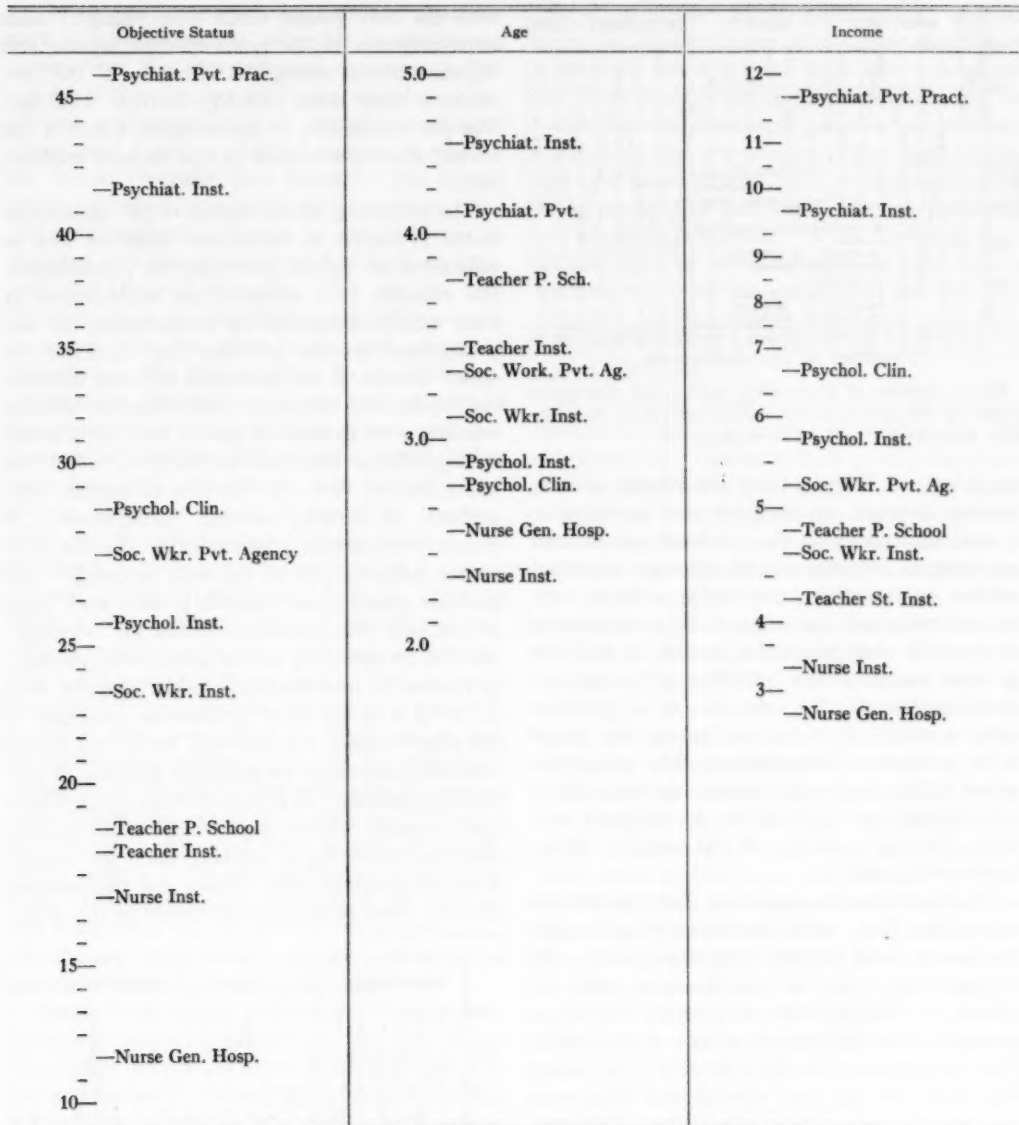 Objective Status
—Psychiat. Pvt. Prac.
45—
—Psychiat. Inst.
40—
35—
30—
—Psychol. Clin.
—Soc. Wkr. Pvt. Agency
—Psychol. Inst.
25—
—Soc. Wkr. Inst.
20—
—Teacher P. School
—Teacher Inst.
—Nurse Inst.
15—
—Nurse Gen. Hosp.
10—
Age
5.0—
—Psychiat. Inst.
—Psychiat. Pvt.
4.0—
—Teacher P. Sch.
—Teacher Inst.
—Soc. Work. Pvt. Ag.
—Soc. Wkr. Inst.
3.0—
—Psychol. Inst.
—Psychol. Clin.
—Nurse Gen. Hosp.
—Nurse Inst.
2.0
Income
12—
—Psychiat. Pvt. Pract.
11—
10—
—Psychiat. Inst.
9—
8—
7—
—Psychol. Clin.
6—
—Psychol. Inst.
—Soc. Wkr. Pvt. Ag.
5—
—Teacher P. School
—Soc. Wkr. Inst.
—Teacher St. Inst.
4—
—Nurse Inst.
3—
—Nurse Gen. Hosp.